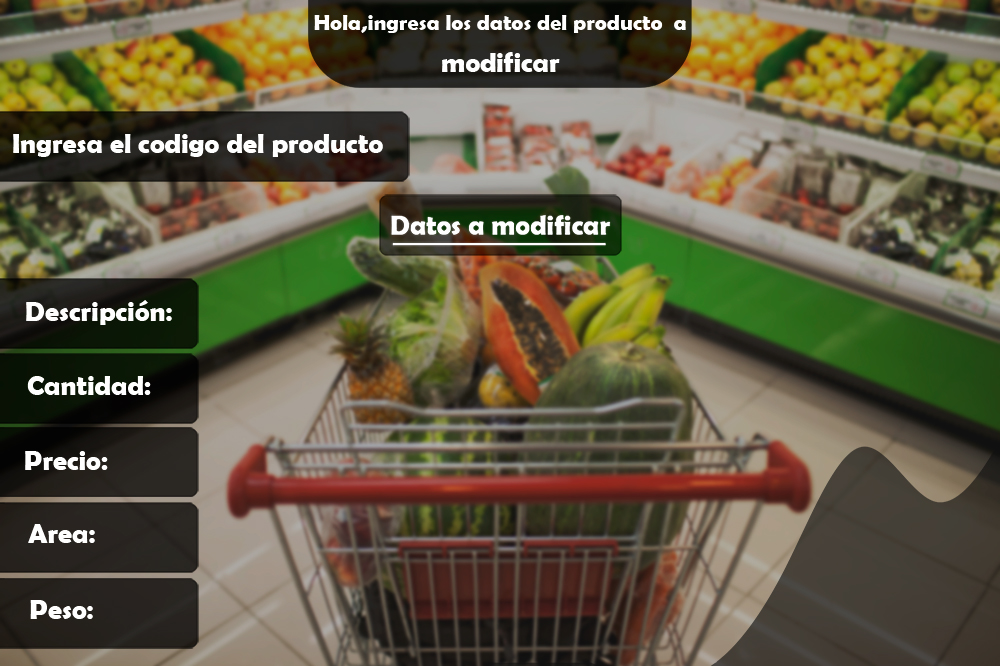 Hola,ingresa los datos del producto a
modificar
Ingresa el codigo del producto
Datos a modificar
Descripción:
Cantidad:
Precio:
Area:
Peso: